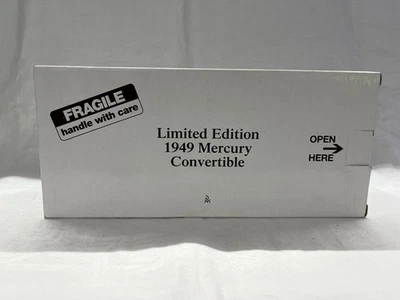 FRAGILE
handle with care
Limited Edition
1949 Mercury
Convertible
OPEN
HERE